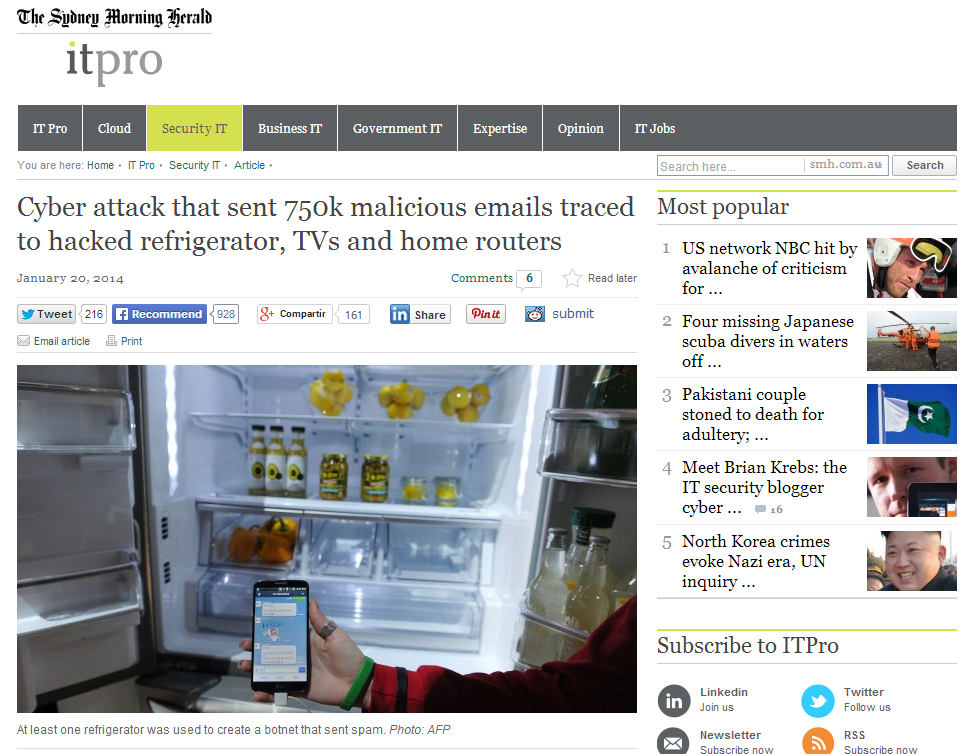 The Sydney Morning Herald
itpro
IT Pro
Cloud
Security IT
Business IT
Government IT
Expertise
Opinion
IT Jobs
You are here: Home • IT Pro • Security IT • Article •
Search here... smh.com.au Search
Cyber attack that sent 750k malicious emails traced
to hacked refrigerator, TVs and home routers
January 20, 2014
Comments 6
Read later
Tweet 216
Recommend 928
Compartir 161
in Share
Pin it
submit
Email article
Print
At least one refrigerator was used to create a botnet that sent spam. Photo: AFP
Most popular
1 US network NBC hit by
avalanche of criticism
for ...
2 Four missing Japanese
scuba divers in waters
off ...
3 Pakistani couple
stoned to death for
adultery; ...
4 Meet Brian Krebs: the
IT security blogger
cyber ... 16
5 North Korea crimes
evoke Nazi era, UN
inquiry ...
Subscribe to ITPro
in Linkedin
Join us
Twitter
Follow us
Newsletter
Subscribe now
RSS
Subscribe now